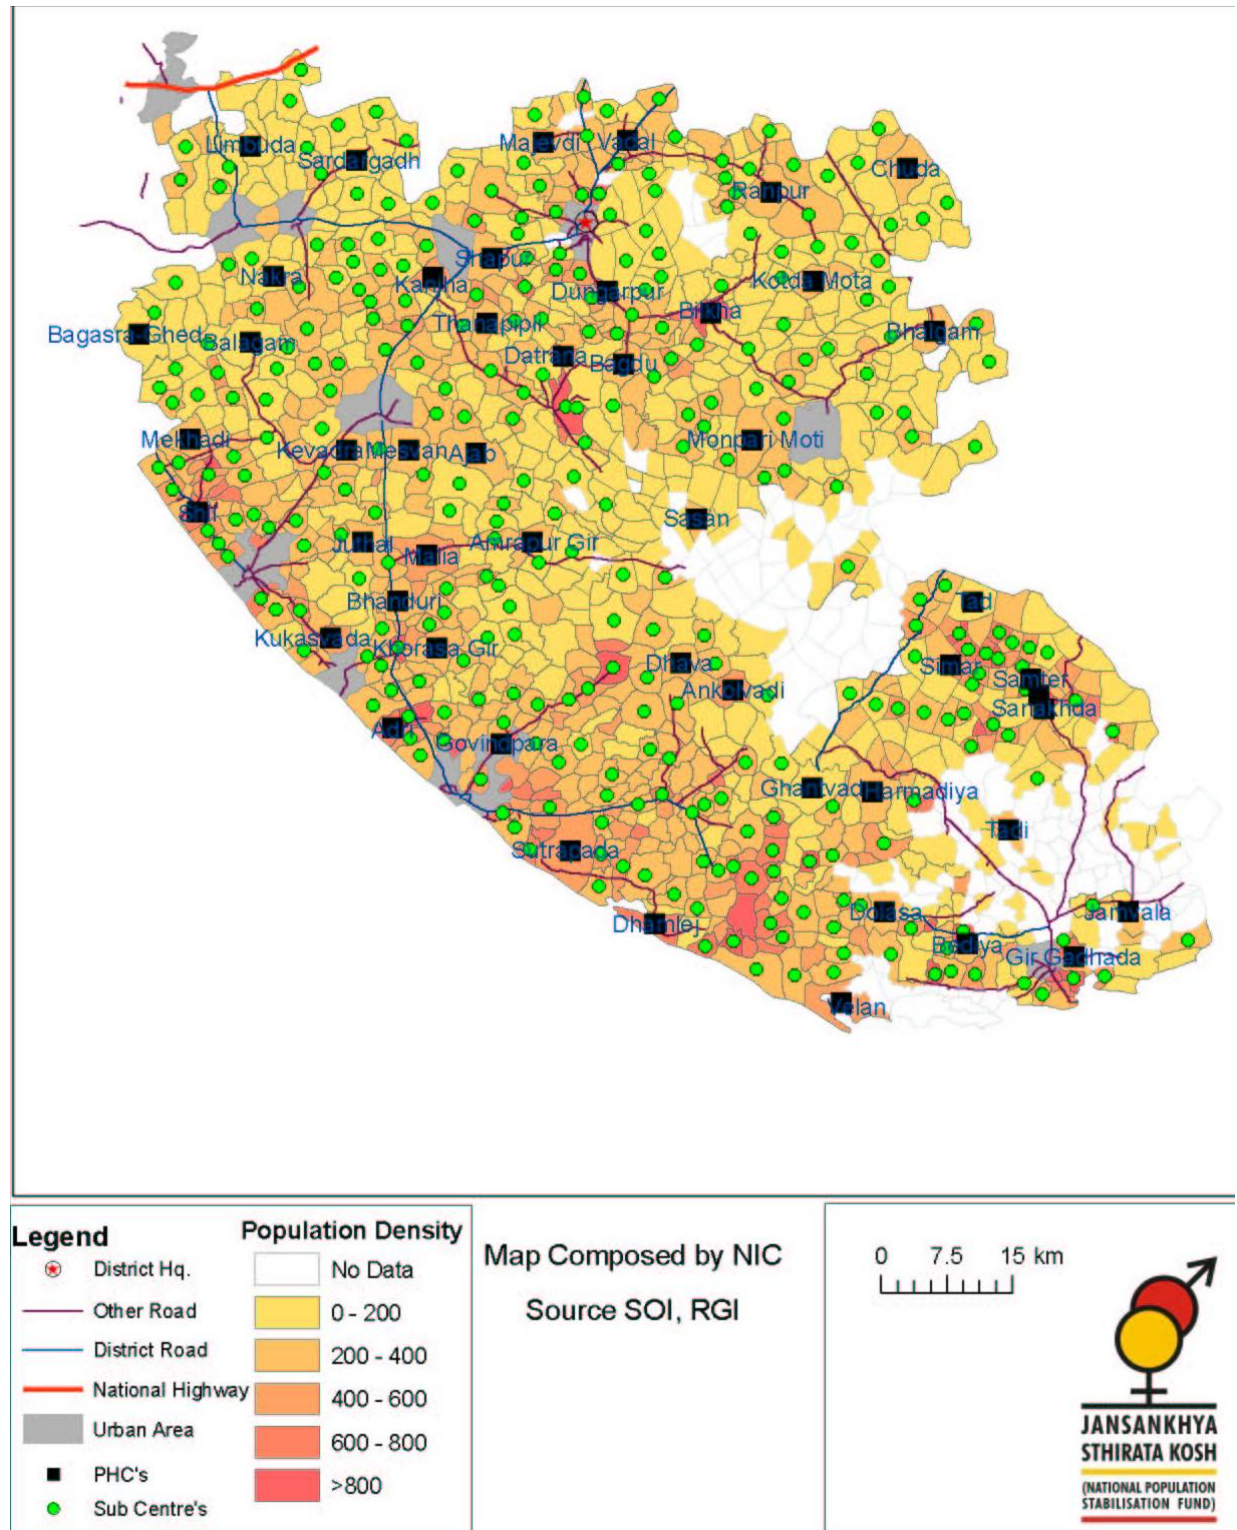 Limbuda
Sardargadh
Majevdi
Vadal
Ranpur
Chuda
Nakra
Kanjha
Shapur
Dungarpur
Bilkha
Kotda Mota
Bagasra-Ghed
Balagam
Thanapipli
Datrana
Bagdu
Bhalgam
Mekhadi
Kevadra
Mesvan
Ajab
Monpari Moti
Shil
Juthal
Malia
Amrapur Gir
Sasan
Bhanduri
Kukasvada
Khorasa Gir
Dhava
Ankolvadi
Tad
Simar
Samter
Sanakhda
Adri
Govindpara
Ghantvad
Harmadiya
Tadi
Sutrapada
Dhamlej
Dolasa
Jamvala
Bediya
Gir Gadhada
Velan
Legend
District Hq.
Other Road
District Road
National Highway
Urban Area
PHC's
Sub Centre's
Population Density
No Data
0 - 200
200 - 400
400 - 600
600 - 800
>800
Map Composed by NIC
Source SOI, RGI
0 7.5 15 km
JANSANKHYA
STHIRATA KOSH
(NATIONAL POPULATION
STABILISATION FUND)